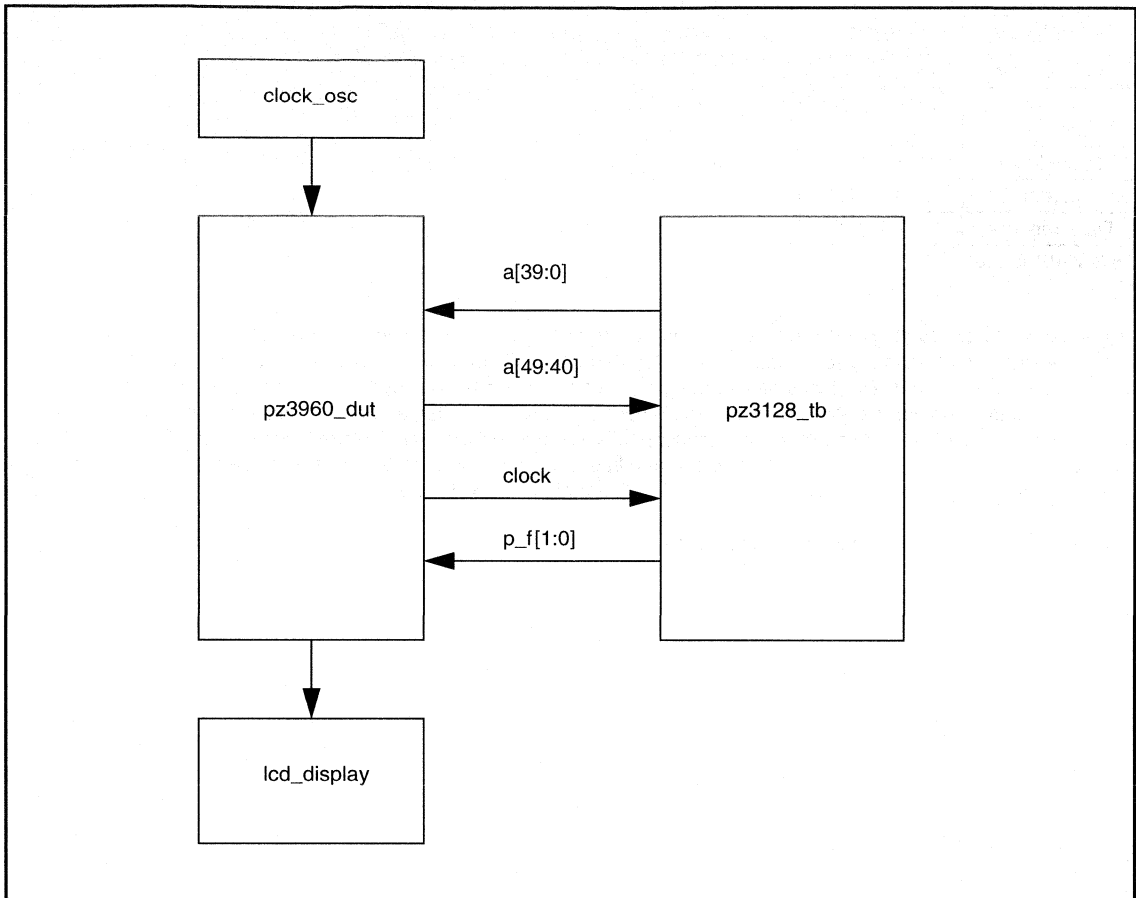 clock_osc
a[39:0]
a[49:40]
pz3960_dut
pz3128_tb
clock
p_f[1:0]
lcd_display